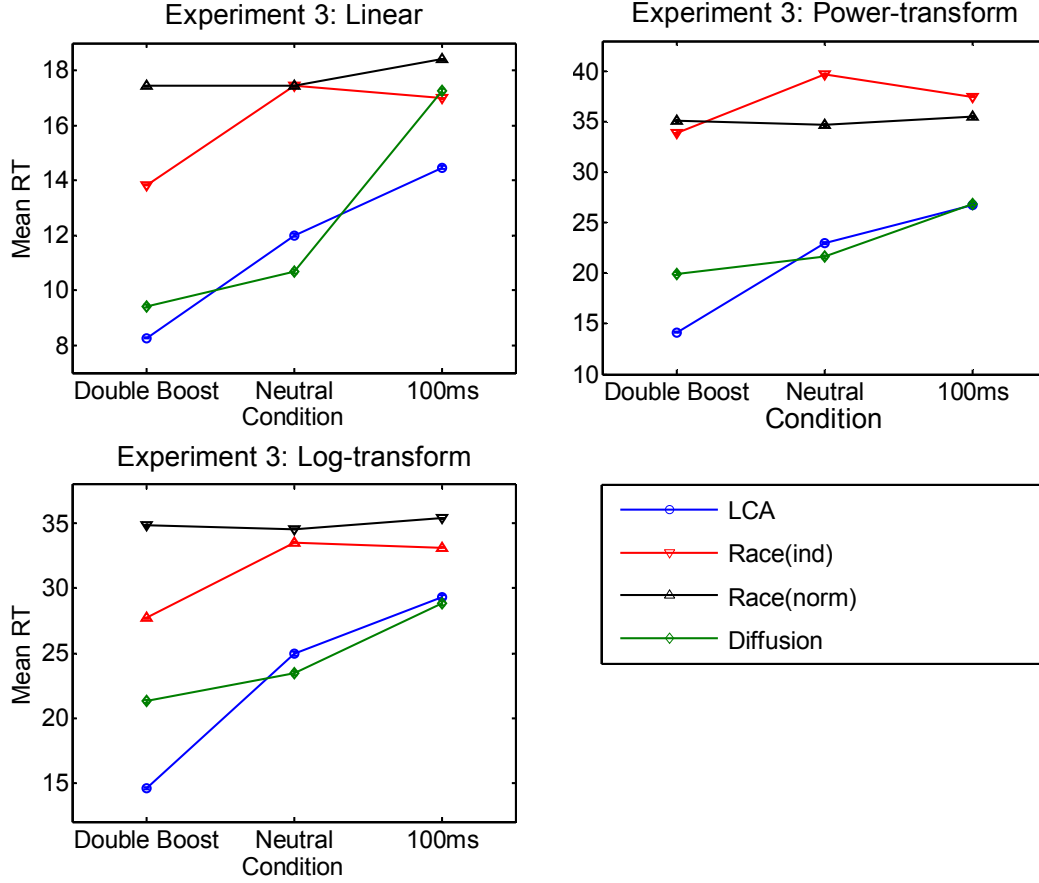 Experiment 3: Linear
Mean RT
18
16
14
12
10
8
Double Boost Neutral 100ms
Condition
Experiment 3: Power-transform
40
35
30
25
20
15
10
Double Boost Neutral 100ms
Condition
Experiment 3: Log-transform
Mean RT
35
30
25
20
15
Double Boost Neutral 100ms
Condition
LCA
Race(ind)
Race(norm)
Diffusion